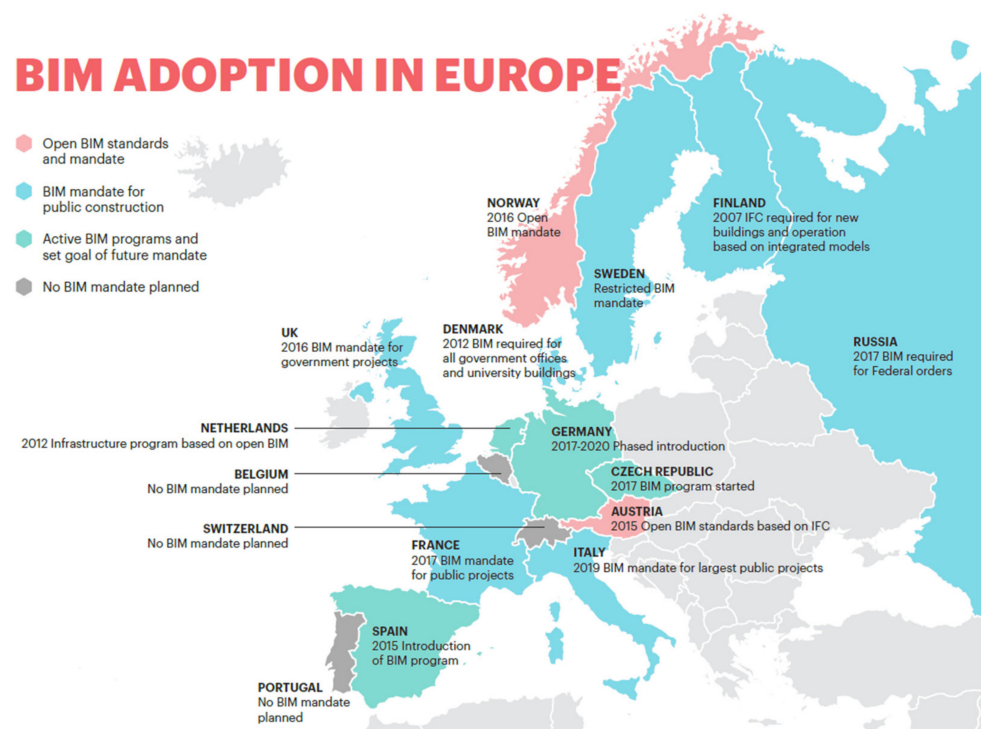 BIM ADOPTION IN EUROPE
Open BIM standards
and mandate
BIM mandate for
public construction
Active BIM programs and
set goal of future mandate
No BIM mandate planned
NORWAY
2016 Open
BIM mandate
FINLAND
2007 IFC required for new
buildings and operation
based on integrated models
SWEDEN
Restricted BIM
mandate
UK
2016 BIM mandate for
government projects
DENMARK
2012 BIM required for
all government offices
and university buildings
RUSSIA
2017 BIM required
for Federal orders
NETHERLANDS
2012 Infrastructure program based on open BIM
GERMANY
2017-2020 Phased introduction
BELGIUM
No BIM mandate planned
CZECH REPUBLIC
2017 BIM program started
SWITZERLAND
No BIM mandate planned
AUSTRIA
2015 Open BIM standards based on IFC
FRANCE
2017 BIM mandate
for public projects
ITALY
2019 BIM mandate for largest public projects
SPAIN
2015 Introduction
of BIM program
PORTUGAL
No BIM mandate
planned